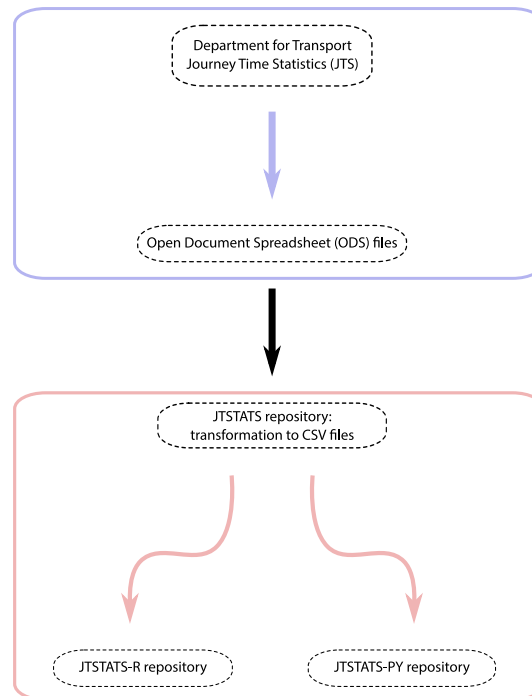 Department for Transport
Journey Time Statistics (JTS)
Open Document Spreadsheet (ODS) files
JTSTATS repository:
transformation to CSV files
JTSTATS-R repository
JTSTATS-PY repository